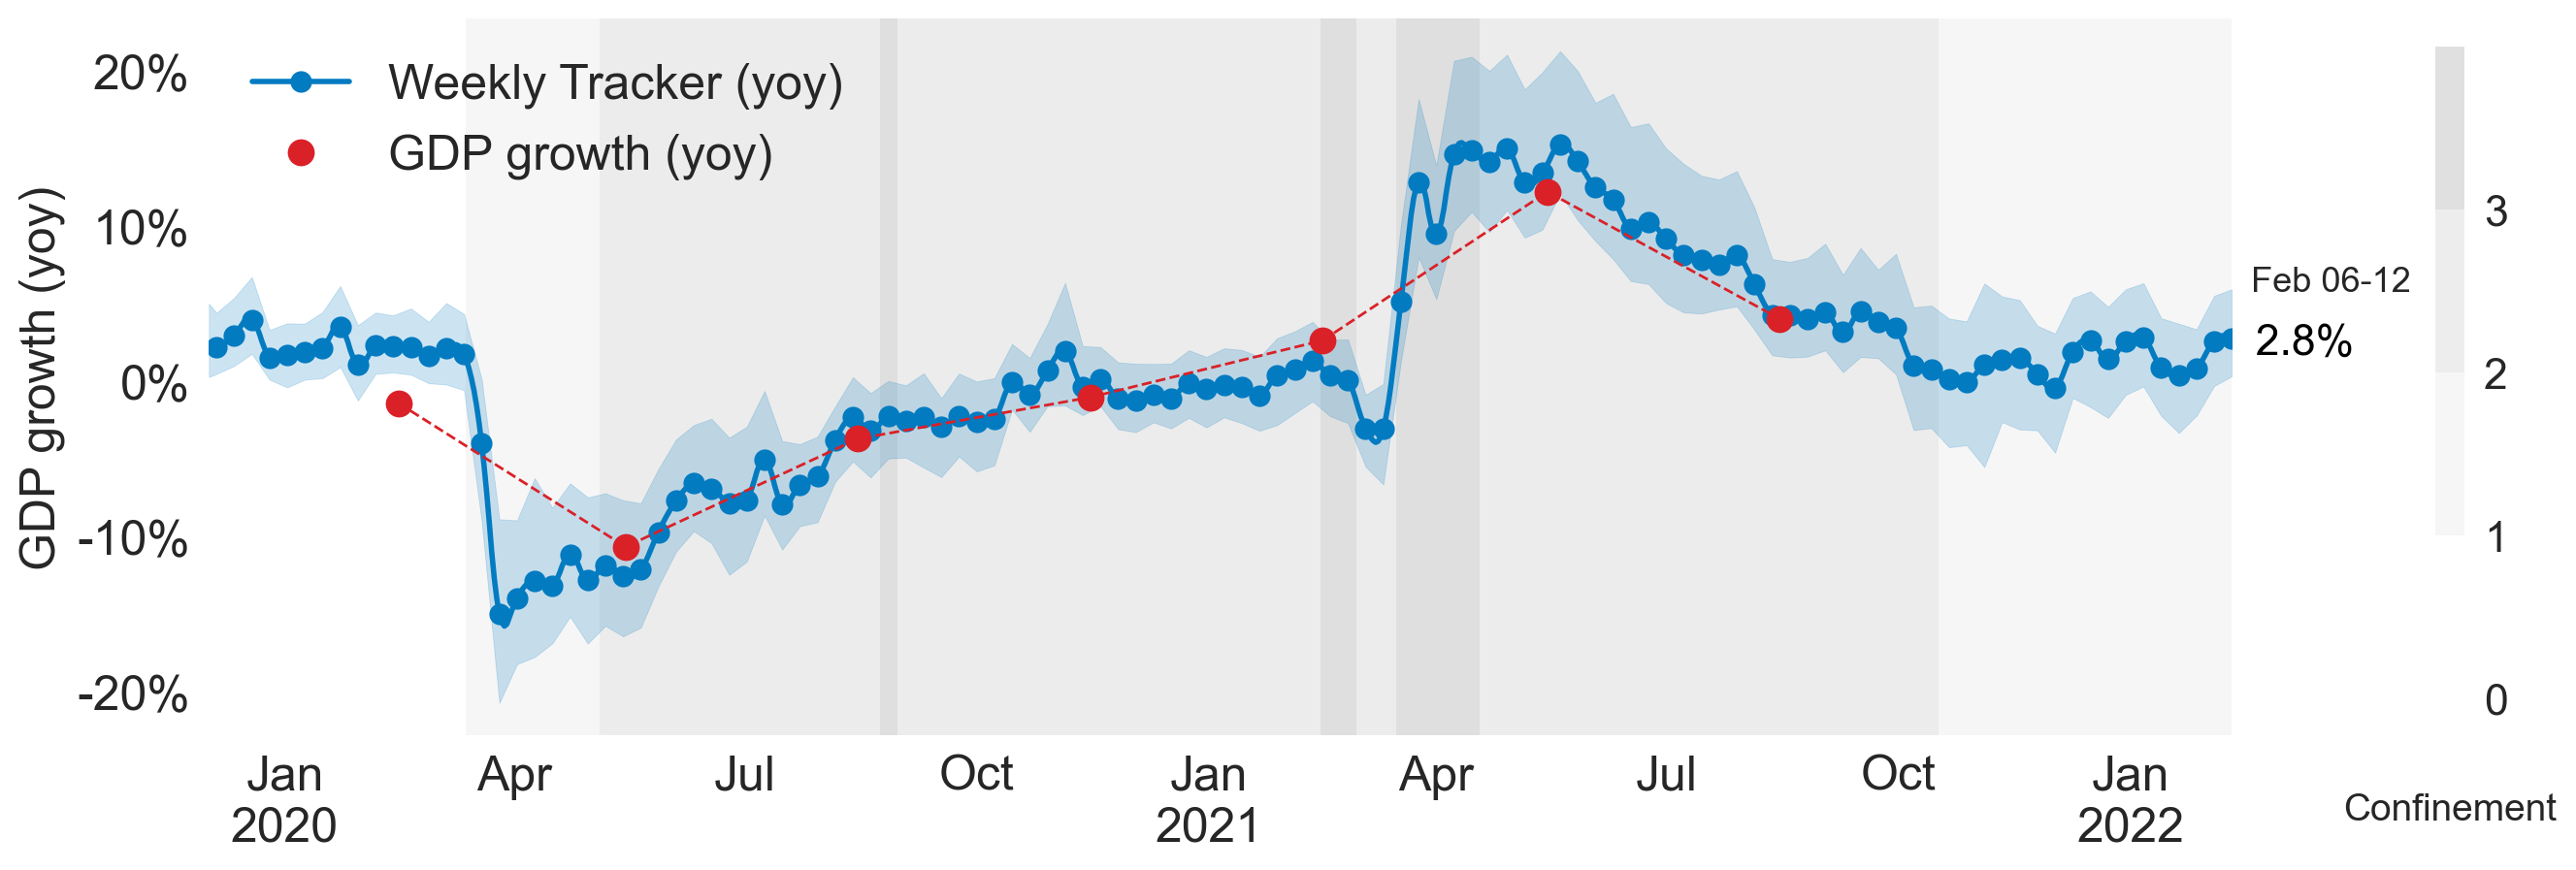 Weekly Tracker (yoy)
GDP growth (yoy)
GDP growth (yoy)
20%
10%
0%
-10%
-20%
Jan
2020
Apr
Jul
Oct
Jan
2021
Apr
Jul
Oct
Jan
2022
Feb 06-12
2.8%
3
2
1
0
Confinement